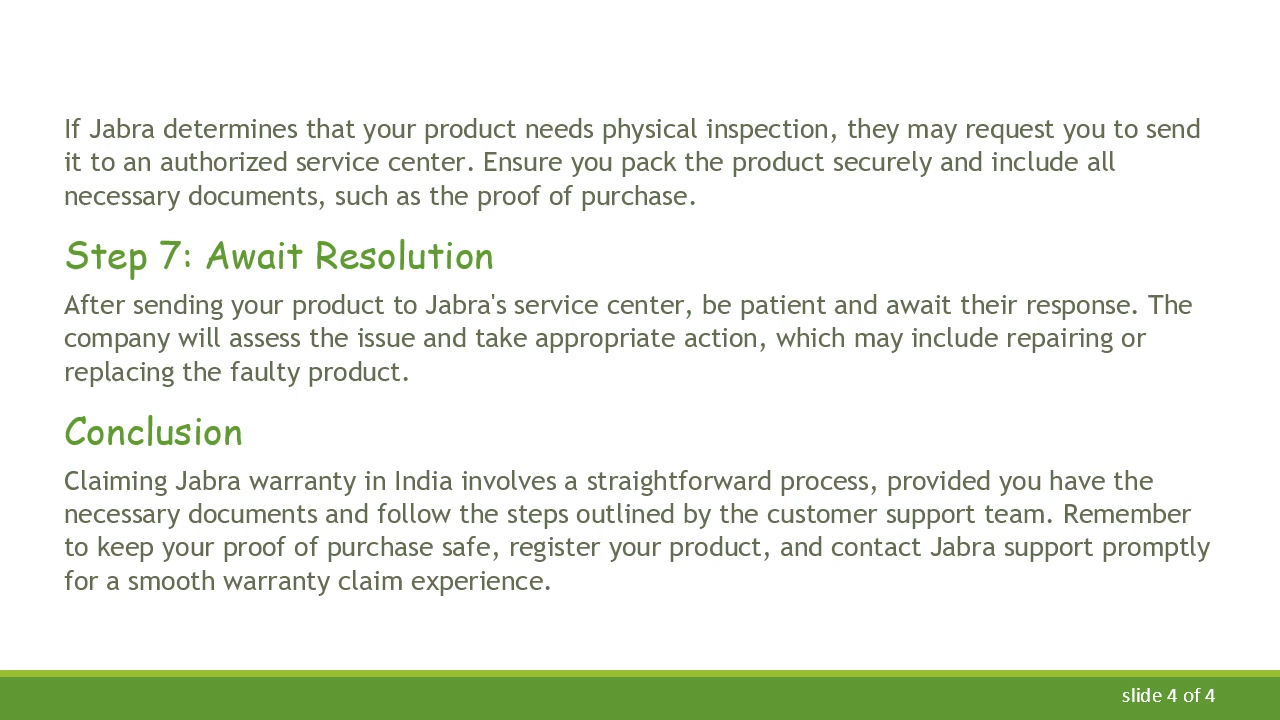 If Jabra determines that your product needs physical inspection, they may request you to send
it to an authorized service center. Ensure you pack the product securely and include all
necessary documents, such as the proof of purchase.
Step 7: Await Resolution
After sending your product to Jabra's service center, be patient and await their response. The
company will assess the issue and take appropriate action, which may include repairing or
replacing the faulty product.
Conclusion
Claiming Jabra warranty in India involves a straightforward process, provided you have the
necessary documents and follow the steps outlined by the customer support team. Remember
to keep your proof of purchase safe, register your product, and contact Jabra support promptly
for a smooth warranty claim experience.
slide 4 of 4